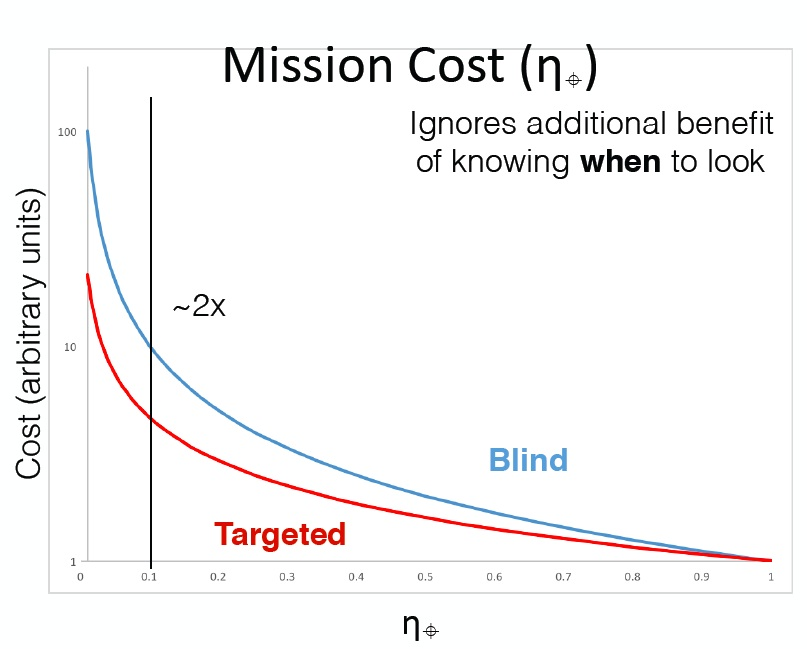 Mission Cost (η⌖)
Ignores additional benefit
of knowing when to look
100
10
1
Cost (arbitrary units)
~2x
Blind
Targeted
0 0.1 0.2 0.3 0.4 0.5 0.6 0.7 0.8 0.9 1
η⌖